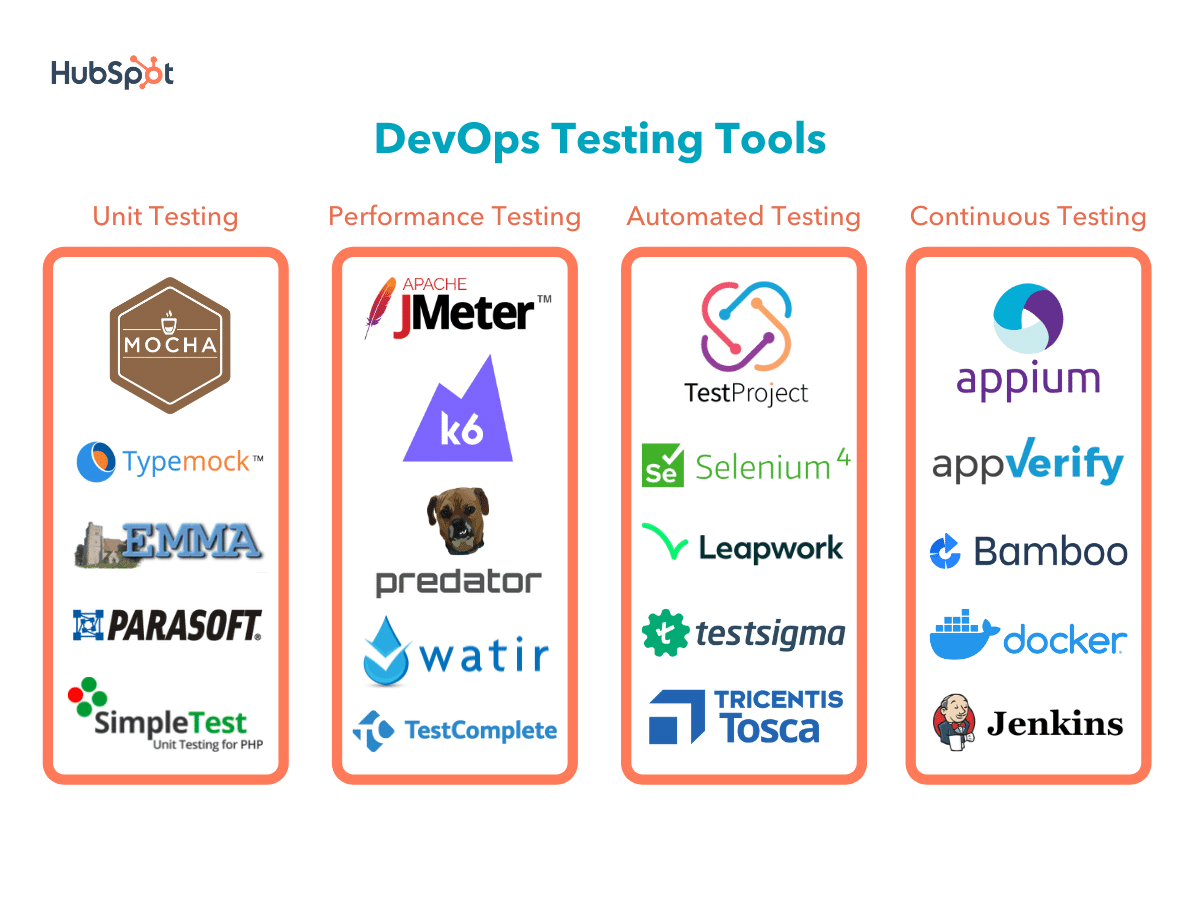 HubSpot
DevOps Testing Tools
Unit Testing
MOCHA
Typemock™
EMMA
PARASOFT®
SimpleTest
Unit Testing for PHP
Performance Testing
APACHE
JMeter™
k6
predator
watir
TestComplete
Automated Testing
TestProject
Se
Selenium 4
Leapwork
t
testsigma
TRICENTIS
Tosca
Continuous Testing
appium
appVerify
Bamboo
docker
Jenkins